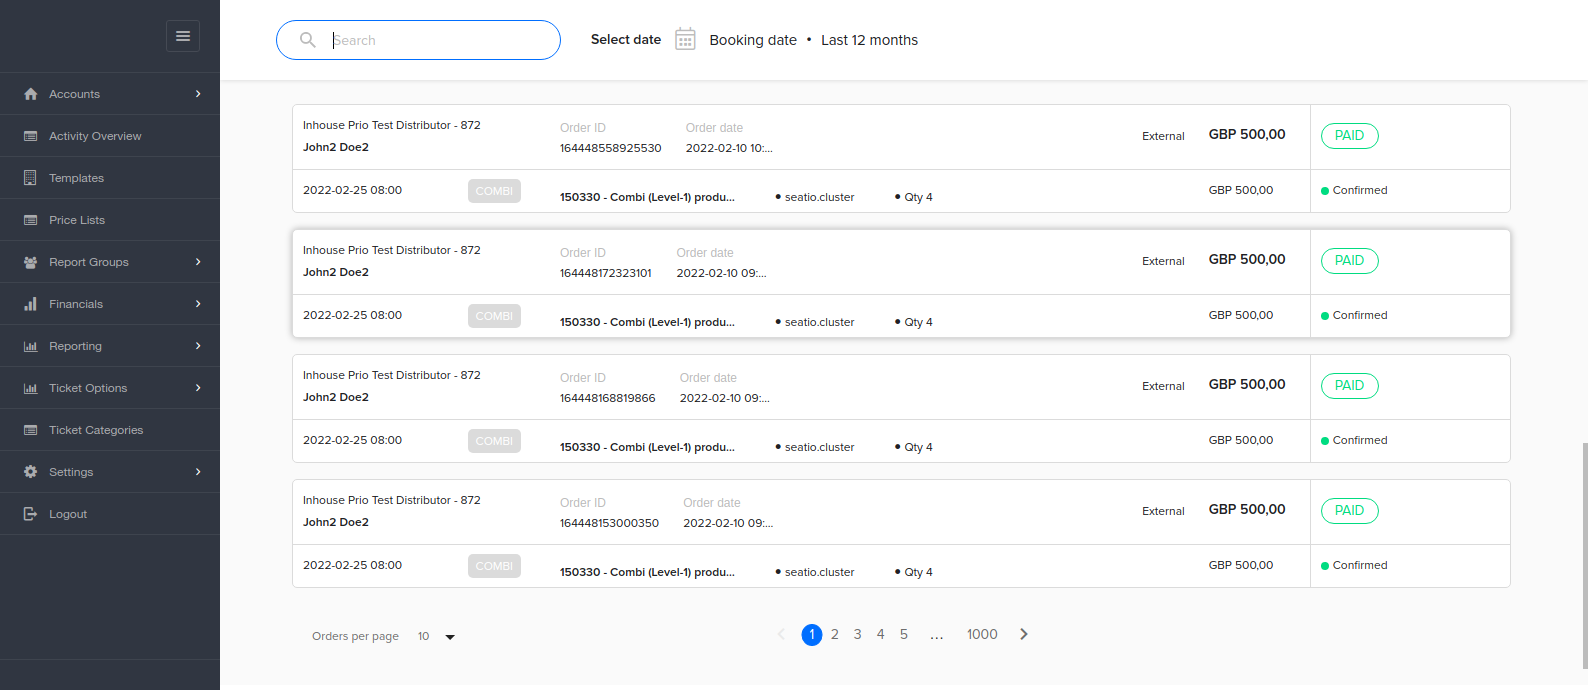 Search
Select date Booking date • Last 12 months
Accounts
Activity Overview
Templates
Price Lists
Report Groups
Financials
Reporting
Ticket Options
Ticket Categories
Settings
Logout
Inhouse Prio Test Distributor - 872 Order ID Order date External GBP 500,00 PAID
John2 Doe2 164448558925530 2022-02-10 10:...
2022-02-25 08:00 COMBI 150330 - Combi (Level-1) produ... • seatio.cluster • Qty 4 GBP 500,00 Confirmed
Inhouse Prio Test Distributor - 872 Order ID Order date External GBP 500,00 PAID
John2 Doe2 164448172323101 2022-02-10 09:...
2022-02-25 08:00 COMBI 150330 - Combi (Level-1) produ... • seatio.cluster • Qty 4 GBP 500,00 Confirmed
Inhouse Prio Test Distributor - 872 Order ID Order date External GBP 500,00 PAID
John2 Doe2 164448168819866 2022-02-10 09:...
2022-02-25 08:00 COMBI 150330 - Combi (Level-1) produ... • seatio.cluster • Qty 4 GBP 500,00 Confirmed
Inhouse Prio Test Distributor - 872 Order ID Order date External GBP 500,00 PAID
John2 Doe2 164448153000350 2022-02-10 09:...
2022-02-25 08:00 COMBI 150330 - Combi (Level-1) produ... • seatio.cluster • Qty 4 GBP 500,00 Confirmed
Orders per page 10 1 2 3 4 5 ... 1000